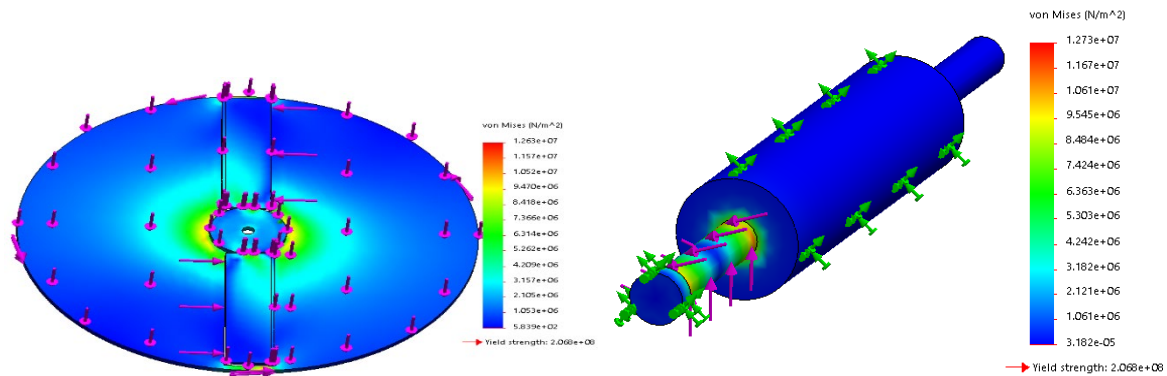 von Mises (N/m^2)
1.263e+07
1.157e+07
1.052e+07
9.470e+06
8.418e+06
7.366e+06
6.314e+06
5.262e+06
4.209e+06
3.157e+06
2.105e+06
1.053e+06
5.839e+02
Yield strength: 2.068e+08
von Mises (N/m^2)
1.273e+07
1.167e+07
1.061e+07
9.545e+06
8.484e+06
7.424e+06
6.363e+06
5.303e+06
4.242e+06
3.182e+06
2.121e+06
1.061e+06
3.182e-05
Yield strength: 2.068e+08